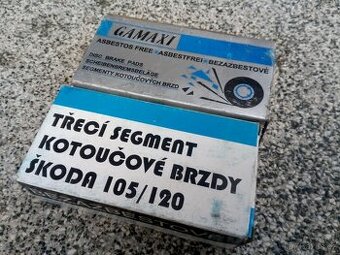 GAMAXI
ASBESTOS FREE ASBESTFREI BEZAZBESTOVÉ
DISC BRAKE PADS
SCHEIBENBREMSBELÄGE
SEGMENTY KOTOUČOVÝCH BRZD
TŘECÍ SEGMENT
KOTOUČOVÉ BRZDY
ŠKODA 105/120